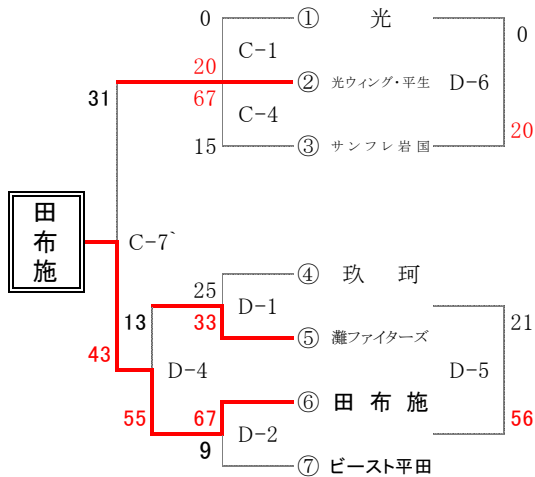 0 ① 光 0
C-1
20 ② 光ウィング・平生 D-6
31 67
C-4 20
15 ③ サンフレ岩国
田布施
C-7`
25 ④ 玖珂
13 D-1 21
33 ⑤ 灘ファイターズ
43 D-4 D-5
55 67 ⑥ 田布施 56
D-2
9 ⑦ ビースト平田